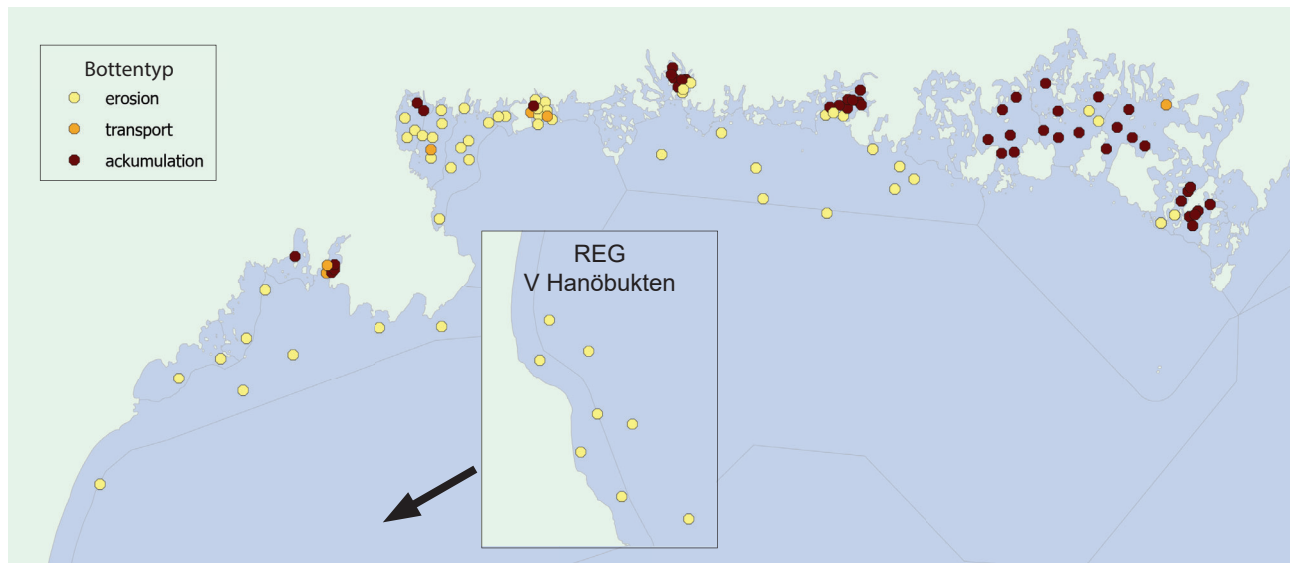 Bottentyp
erosion
transport
ackumulation
REG
V Hanöbukten